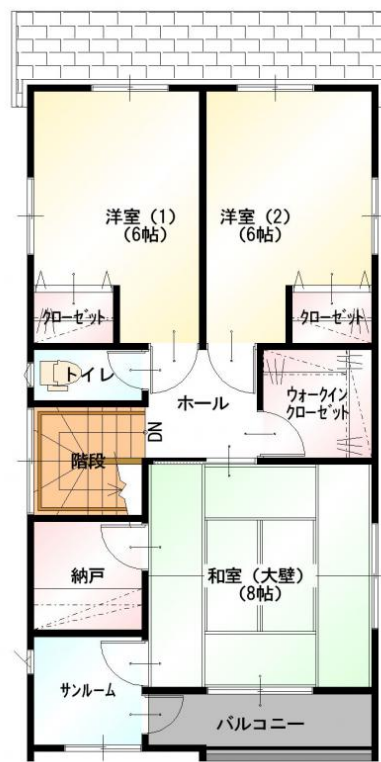 洋室（1）
（6帖）
洋室（2）
（6帖）
クローゼット
クローゼット
トイレ
ホール
ウォークイン
クローゼット
DN
階段
納戸
和室（大壁）
（8帖）
サンルーム
バルコニー